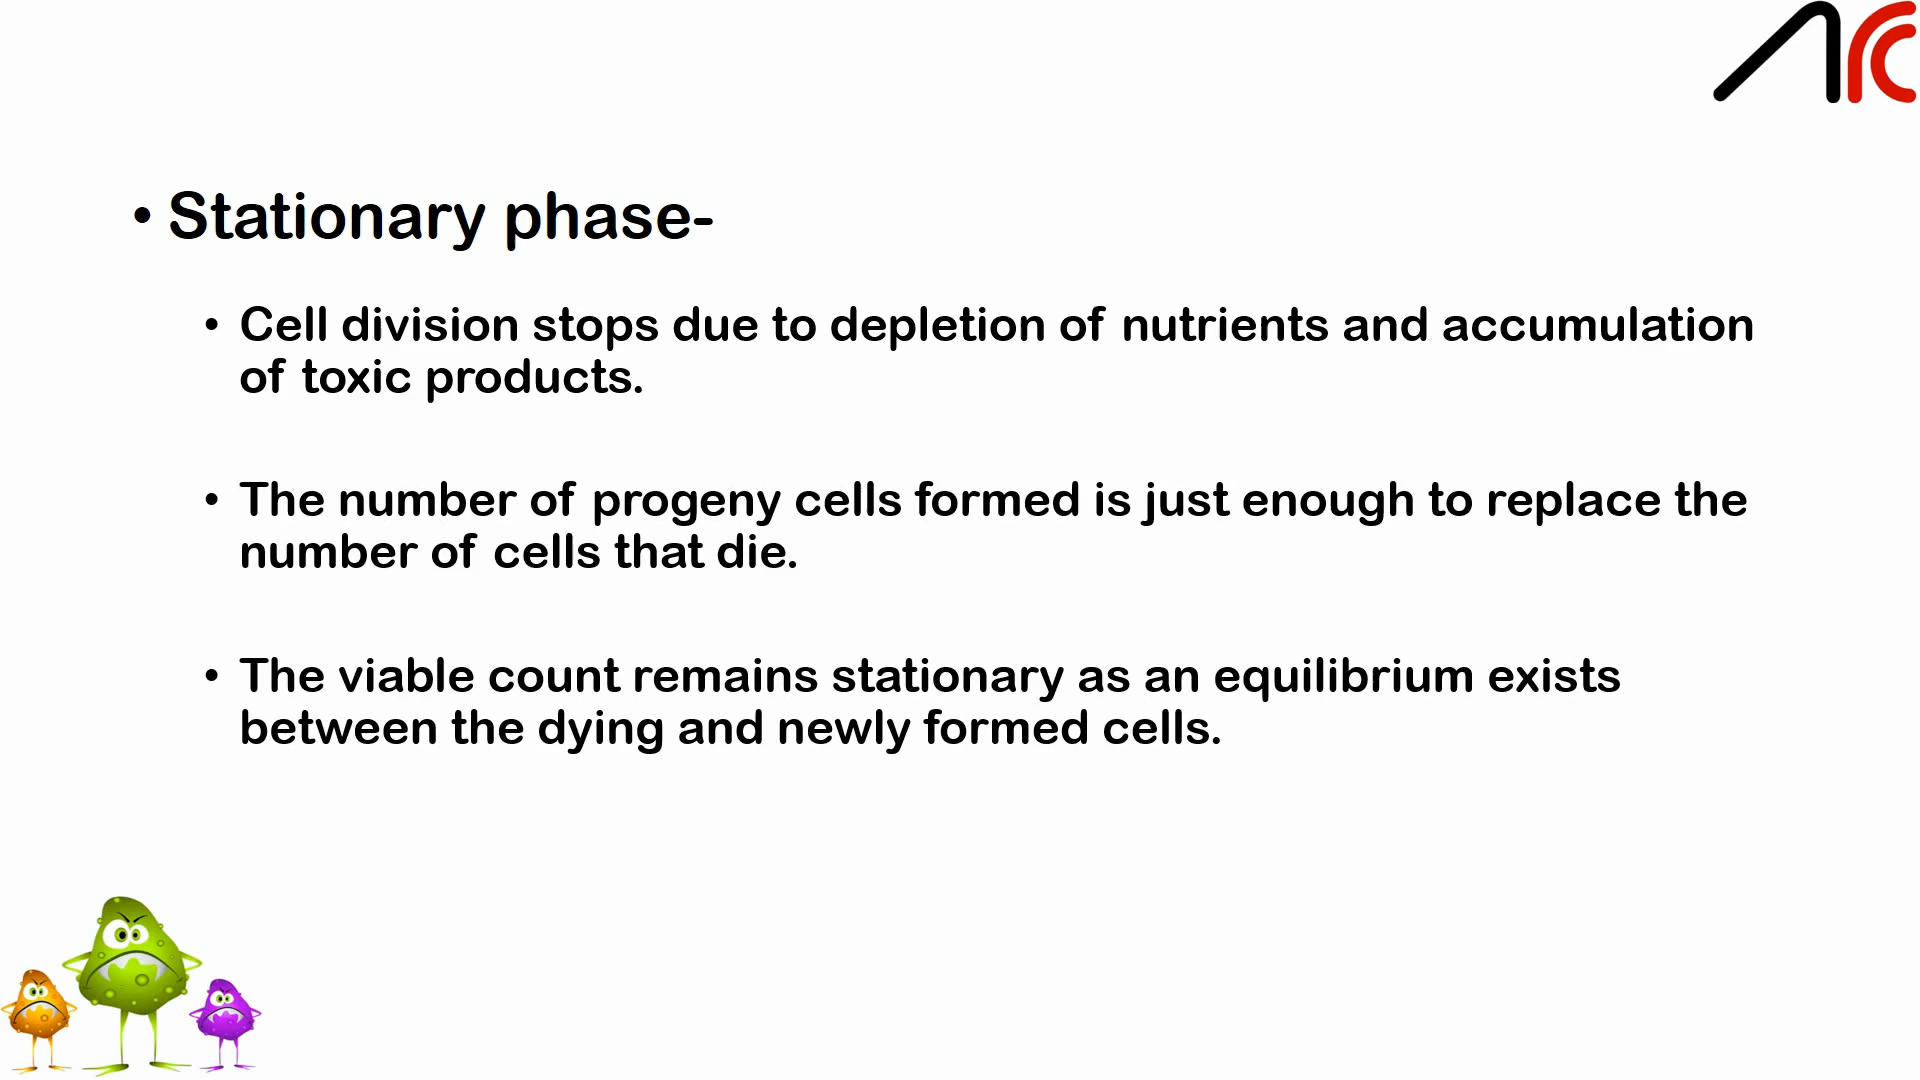 • Stationary phase-
• Cell division stops due to depletion of nutrients and accumulation
of toxic products.
• The number of progeny cells formed is just enough to replace the
number of cells that die.
• The viable count remains stationary as an equilibrium exists
between the dying and newly formed cells.